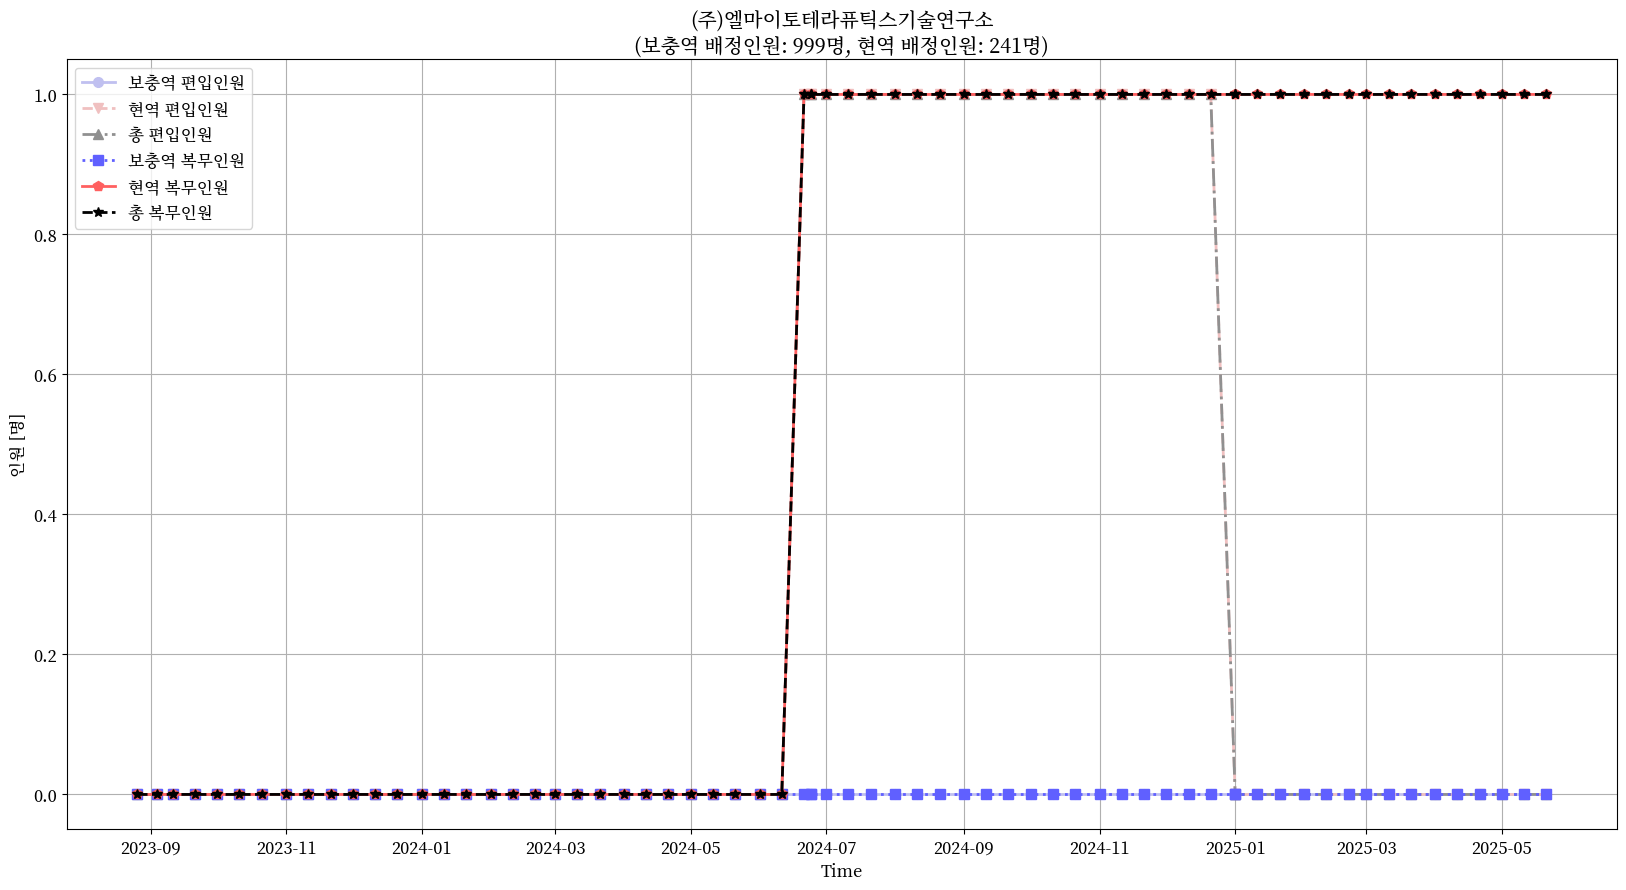 (주)엘마이토테라퓨틱스기술연구소
(보충역 배정인원: 999명, 현역 배정인원: 241명)
보충역 편입인원
현역 편입인원
총 편입인원
보충역 복무인원
현역 복무인원
총 복무인원
1.0
0.8
0.6
0.4
0.2
0.0
인원 [명]
2023-09
2023-11
2024-01
2024-03
2024-05
2024-07
2024-09
2024-11
2025-01
2025-03
2025-05
Time